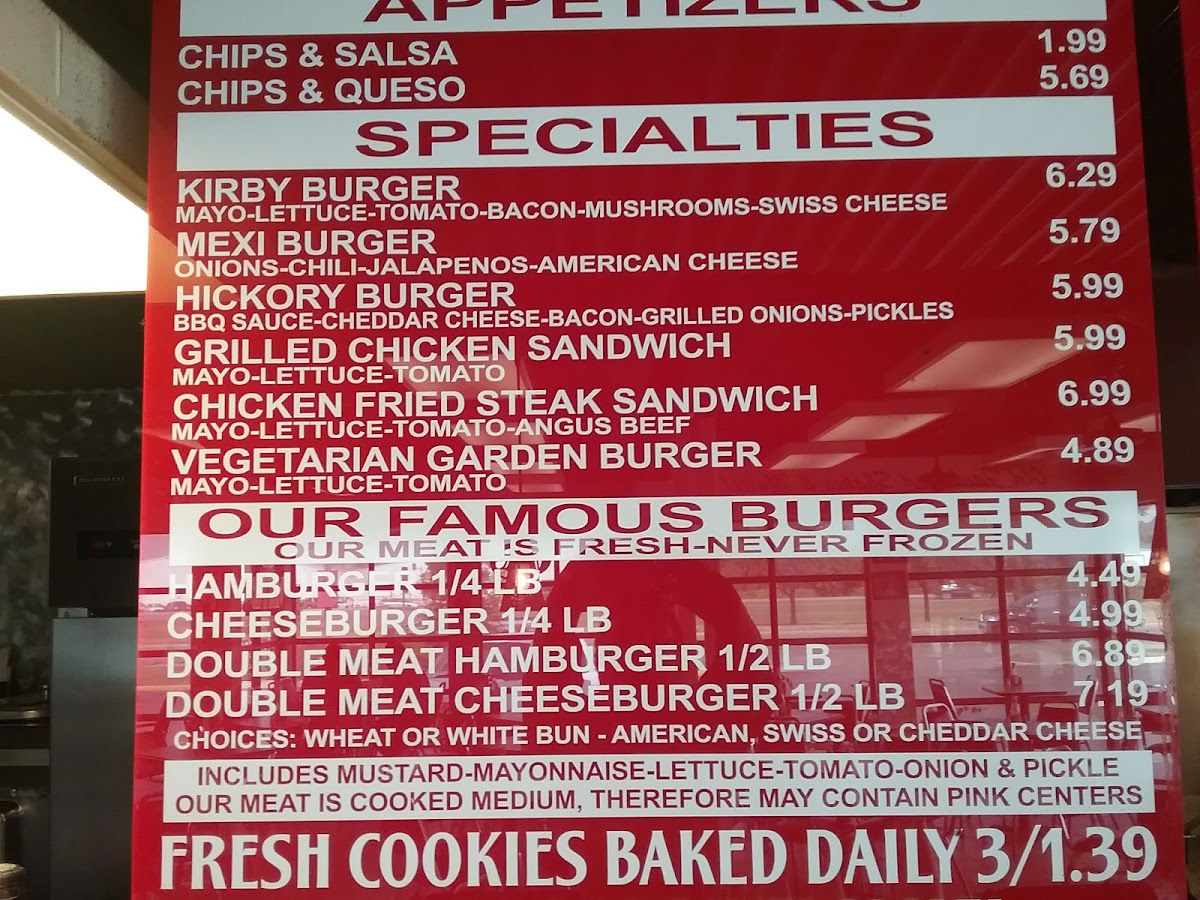 APPETIZERS
CHIPS & SALSA 1.99
CHIPS & QUESO 5.69
SPECIALTIES
KIRBY BURGER 6.29
MAYO-LETTUCE-TOMATO-BACON-MUSHROOMS-SWISS CHEESE
MEXI BURGER 5.79
ONIONS-CHILI-JALAPENOS-AMERICAN CHEESE
HICKORY BURGER 5.99
BBQ SAUCE-CHEDDAR CHEESE-BACON-GRILLED ONIONS-PICKLES
GRILLED CHICKEN SANDWICH 5.99
MAYO-LETTUCE-TOMATO
CHICKEN FRIED STEAK SANDWICH 6.99
MAYO-LETTUCE-TOMATO-ANGUS BEEF
VEGETARIAN GARDEN BURGER 4.89
MAYO-LETTUCE-TOMATO
OUR FAMOUS BURGERS
OUR MEAT IS FRESH-NEVER FROZEN
HAMBURGER 1/4 LB 4.49
CHEESEBURGER 1/4 LB 4.99
DOUBLE MEAT HAMBURGER 1/2 LB 6.89
DOUBLE MEAT CHEESEBURGER 1/2 LB 7.19
CHOICES: WHEAT OR WHITE BUN - AMERICAN, SWISS OR CHEDDAR CHEESE
INCLUDES MUSTARD-MAYONNAISE-LETTUCE-TOMATO-ONION & PICKLE
OUR MEAT IS COOKED MEDIUM, THEREFORE MAY CONTAIN PINK CENTERS
FRESH COOKIES BAKED DAILY 3/1.39